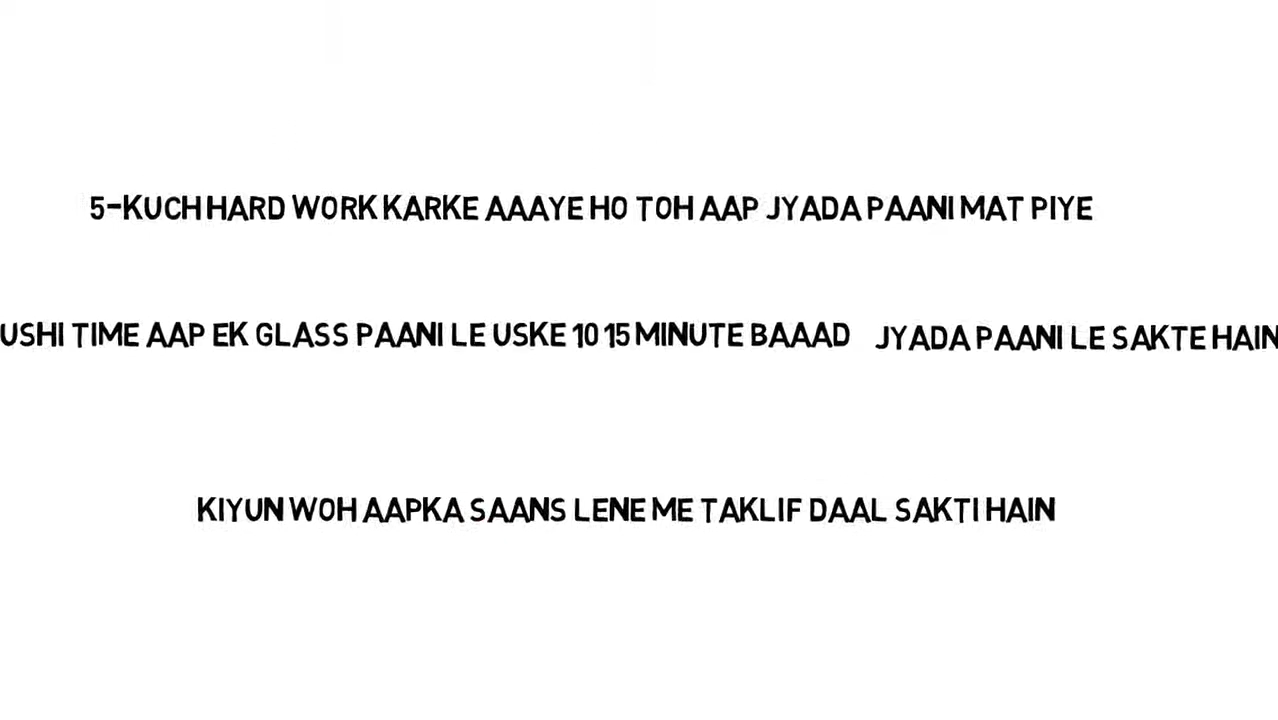 5-KUCH HARD WORK KARKE AAAYE HO TOH AAP JYADA PAANI MAT PIYE
USHI TIME AAP EK GLASS PAANI LE USKE 10 15 MINUTE BAAAD JYADA PAANI LE SAKTE HAIN
KIYUN WOH AAPKA SAANS LENE ME TAKLIF DAAL SAKTI HAIN